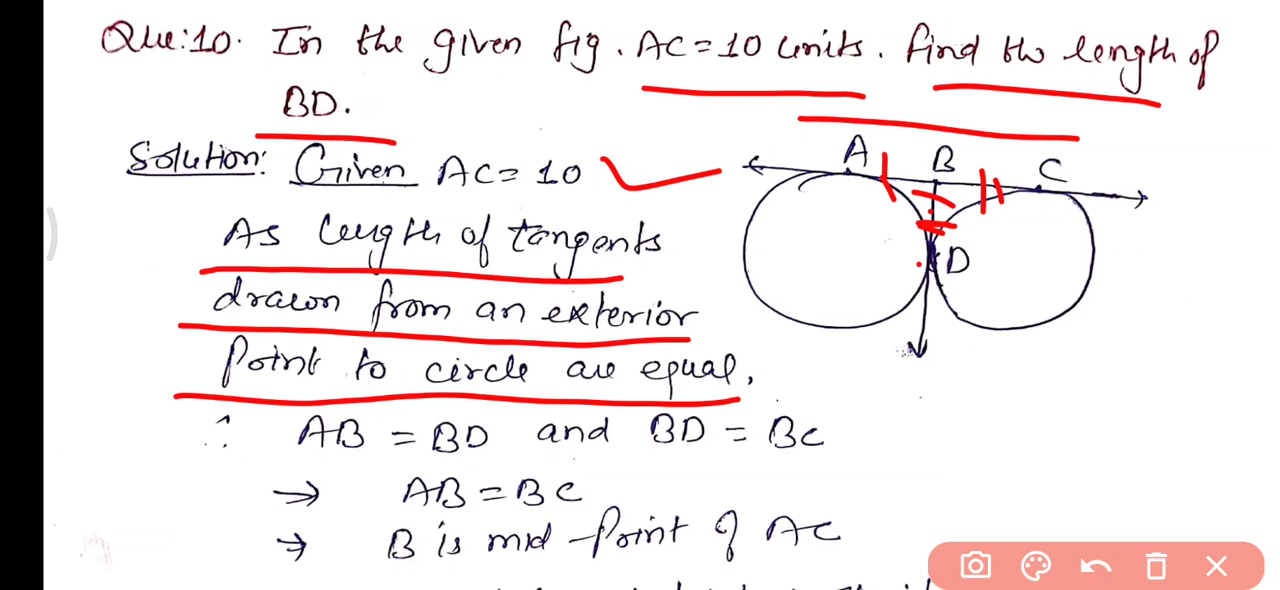 Que:10. In the given fig. AC=10 units. find the length of
BD.
Solution: Given AC=10
As length of tangents
drawn from an exterior
Point to circle are equal.
∴ AB = BD and BD = BC
⇒ AB = BC
⇒ B is mid-Point of AC
A B C
D